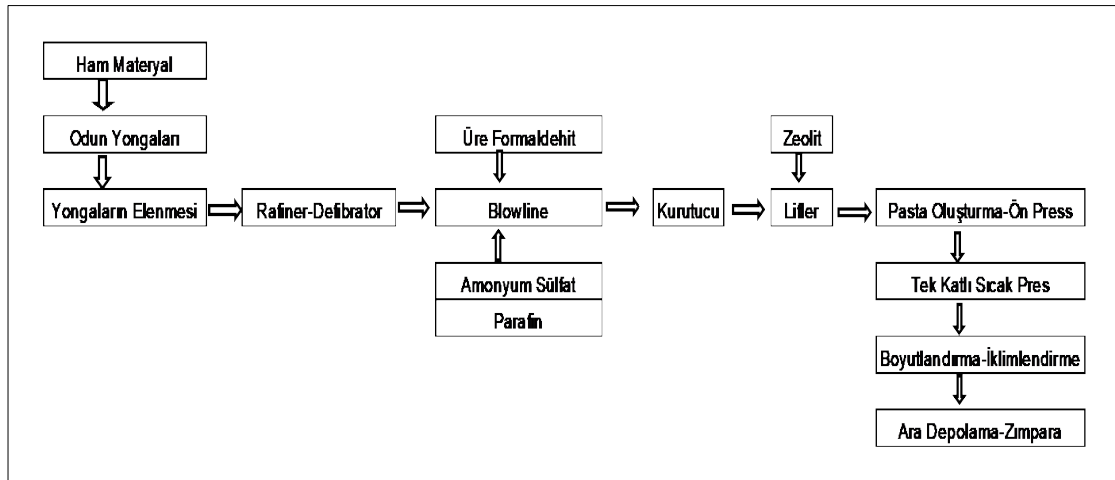 Ham Materyal
Odun Yongaları
Üre Formaldehit
Zeolit
Yongaların Elenmesi
Rafiner-Defibrator
Blowline
Kurutucu
Lifler
Pasta Oluşturma-Ön Press
Amonyum Sülfat
Parafin
Tek Katlı Sıcak Pres
Boyutlandırma-İklimlendirme
Ara Depolama-Zımpara